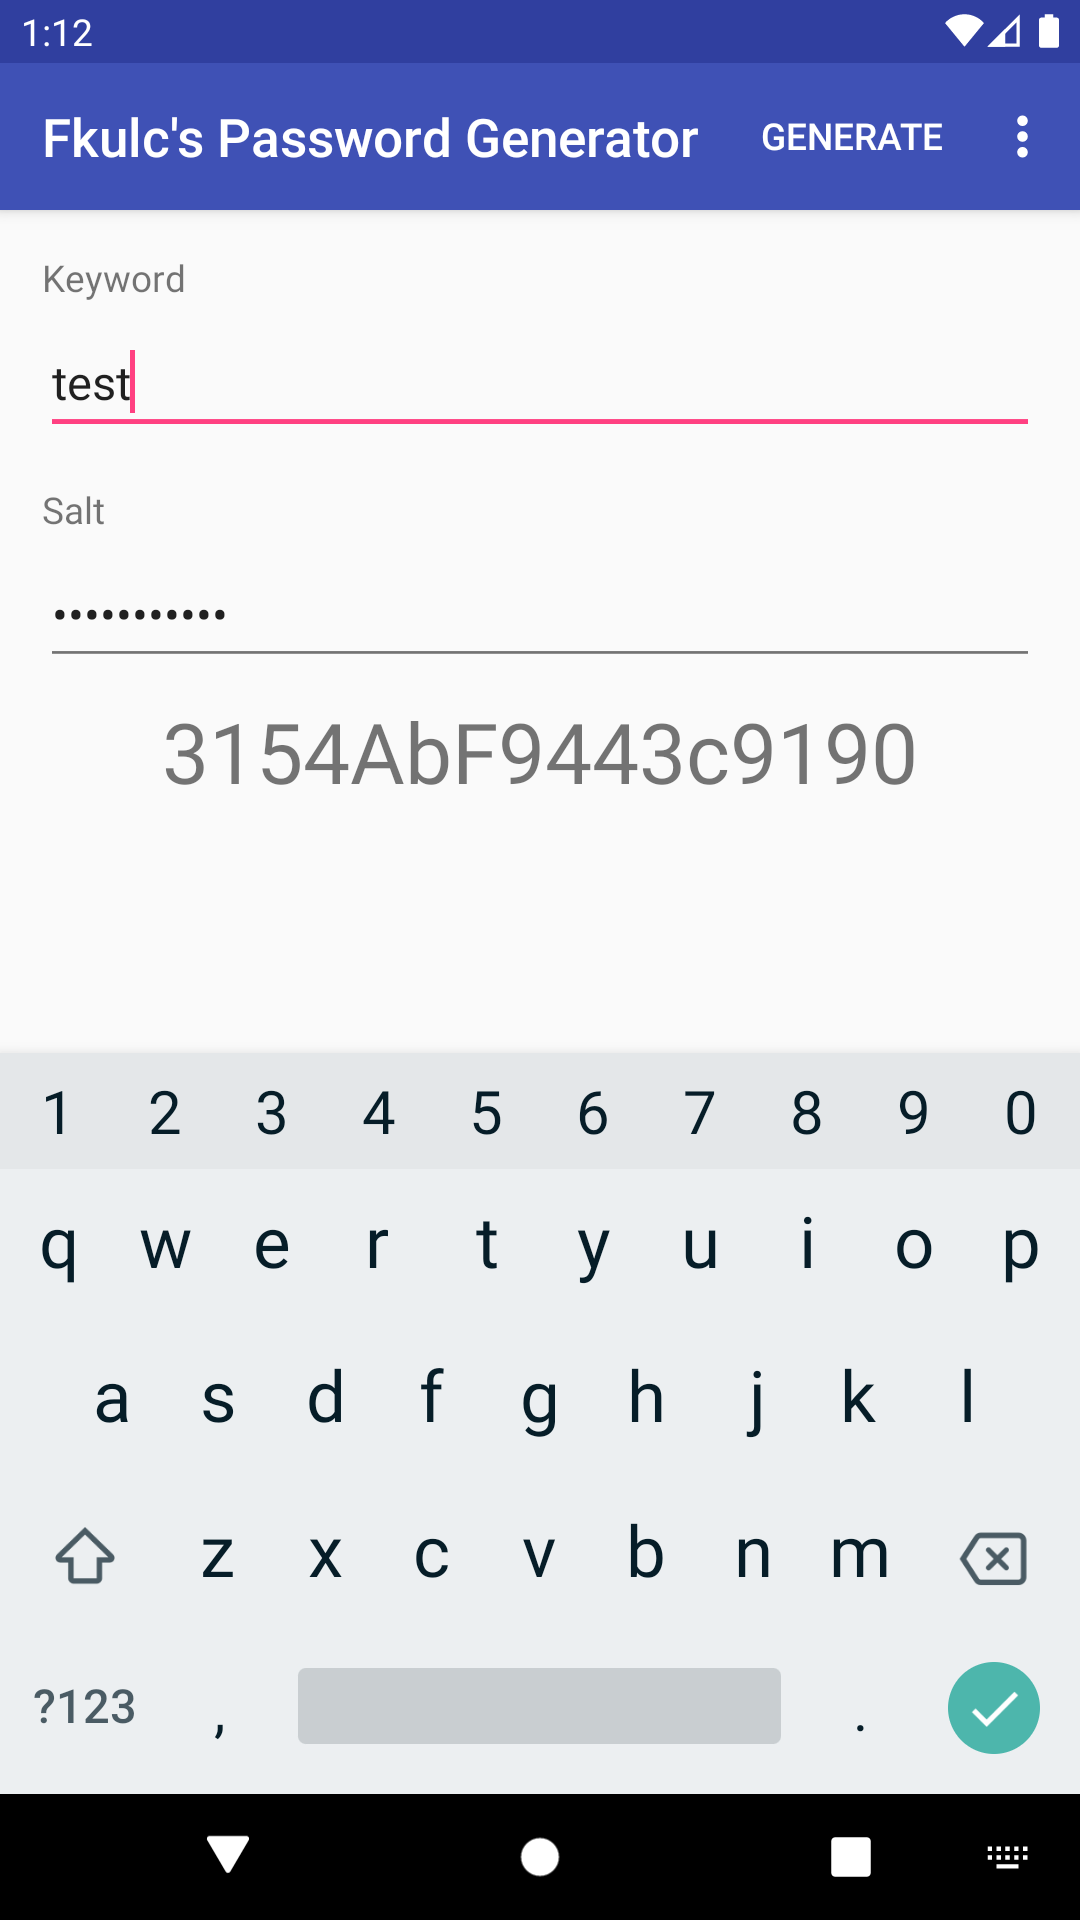 1:12
Fkulc's Password Generator GENERATE
Keyword
test
Salt
•••••••••••
3154AbF9443c9190
1 2 3 4 5 6 7 8 9 0
q w e r t y u i o p
a s d f g h j k l
z x c v b n m
?123 , .